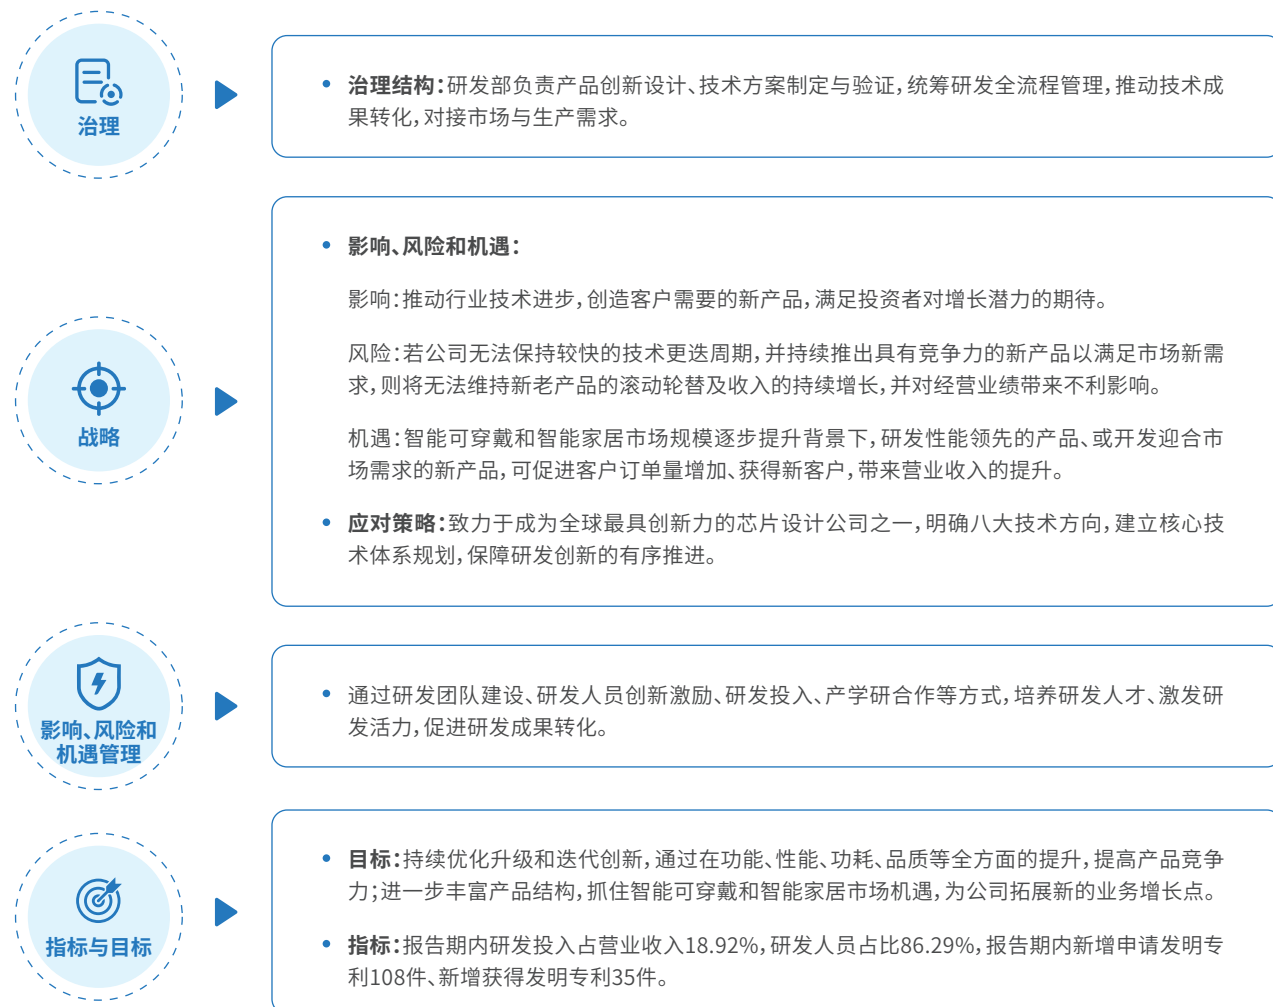 治理
• 治理结构：研发部负责产品创新设计、技术方案制定与验证，统筹研发全流程管理，推动技术成
果转化，对接市场与生产需求。
战略
• 影响、风险和机遇：
影响：推动行业技术进步，创造客户需要的新产品，满足投资者对增长潜力的期待。
风险：若公司无法保持较快的技术更迭周期，并持续推出具有竞争力的新产品以满足市场新需
求，则将无法维持新老产品的滚动轮替及收入的持续增长，并对经营业绩带来不利影响。
机遇：智能可穿戴和智能家居市场规模逐步提升背景下，研发性能领先的产品、或开发迎合市
场需求的新产品，可促进客户订单量增加、获得新客户，带来营业收入的提升。
• 应对策略：致力于成为全球最具创新力的芯片设计公司之一，明确八大技术方向，建立核心技
术体系规划，保障研发创新的有序推进。
影响、风险和
机遇管理
• 通过研发团队建设、研发人员创新激励、研发投入、产学研合作等方式，培养研发人才、激发研
发活力，促进研发成果转化。
指标与目标
• 目标：持续优化升级和迭代创新，通过在功能、性能、功耗、品质等全方面的提升，提高产品竞争
力；进一步丰富产品结构，抓住智能可穿戴和智能家居市场机遇，为公司拓展新的业务增长点。
• 指标：报告期内研发投入占营业收入18.92%，研发人员占比86.29%，报告期内新增申请发明专
利108件、新增获得发明专利35件。